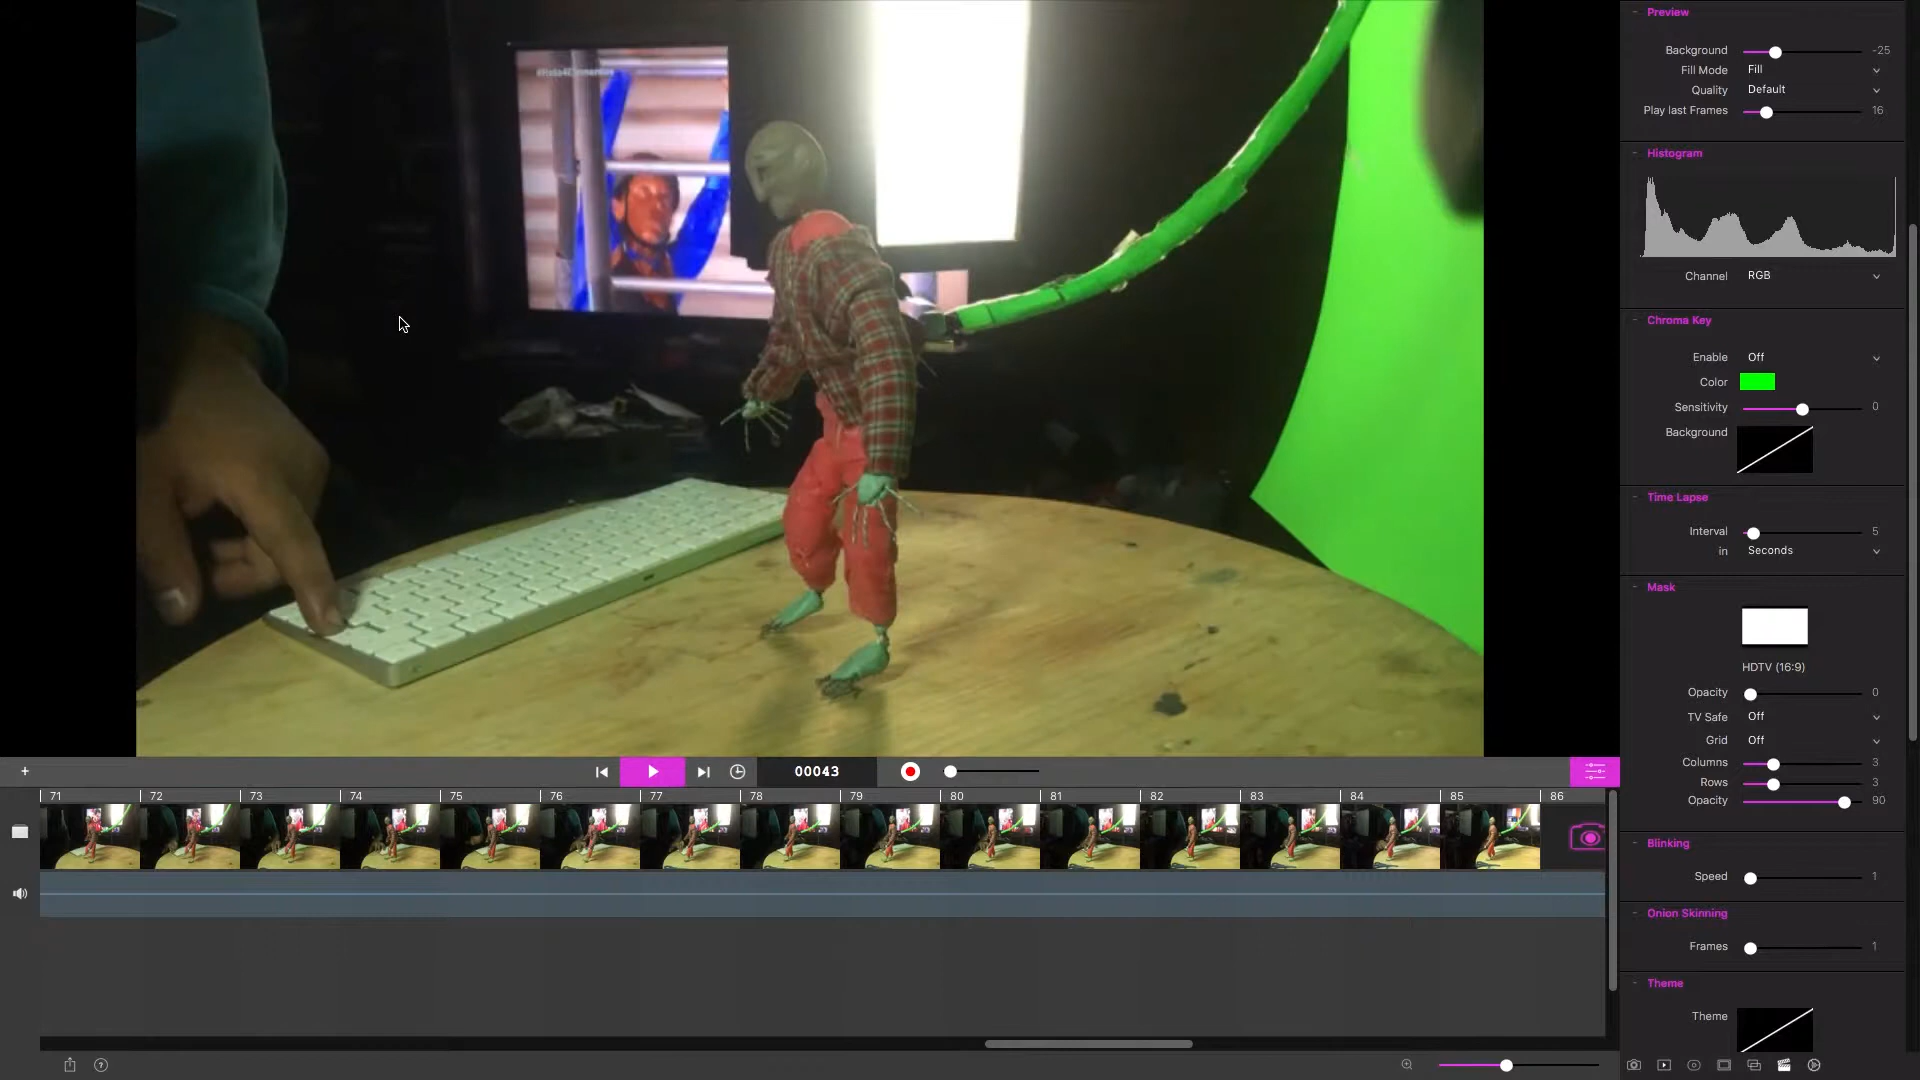 Preview
Background -25
Fill Mode Fill
Quality Default
Play last Frames 16
Histogram
Channel RGB
Chroma Key
Enable Off
Color
Sensitivity 0
Background
Time Lapse
Interval 5
in Seconds
Mask
HDTV (16:9)
Opacity 0
TV Safe Off
Grid Off
Columns 3
Rows 3
Opacity 90
Blinking
Speed 1
Onion Skinning
Frames 1
Theme
Theme
00043
71 72 73 74 75 76 77 78 79 80 81 82 83 84 85 86